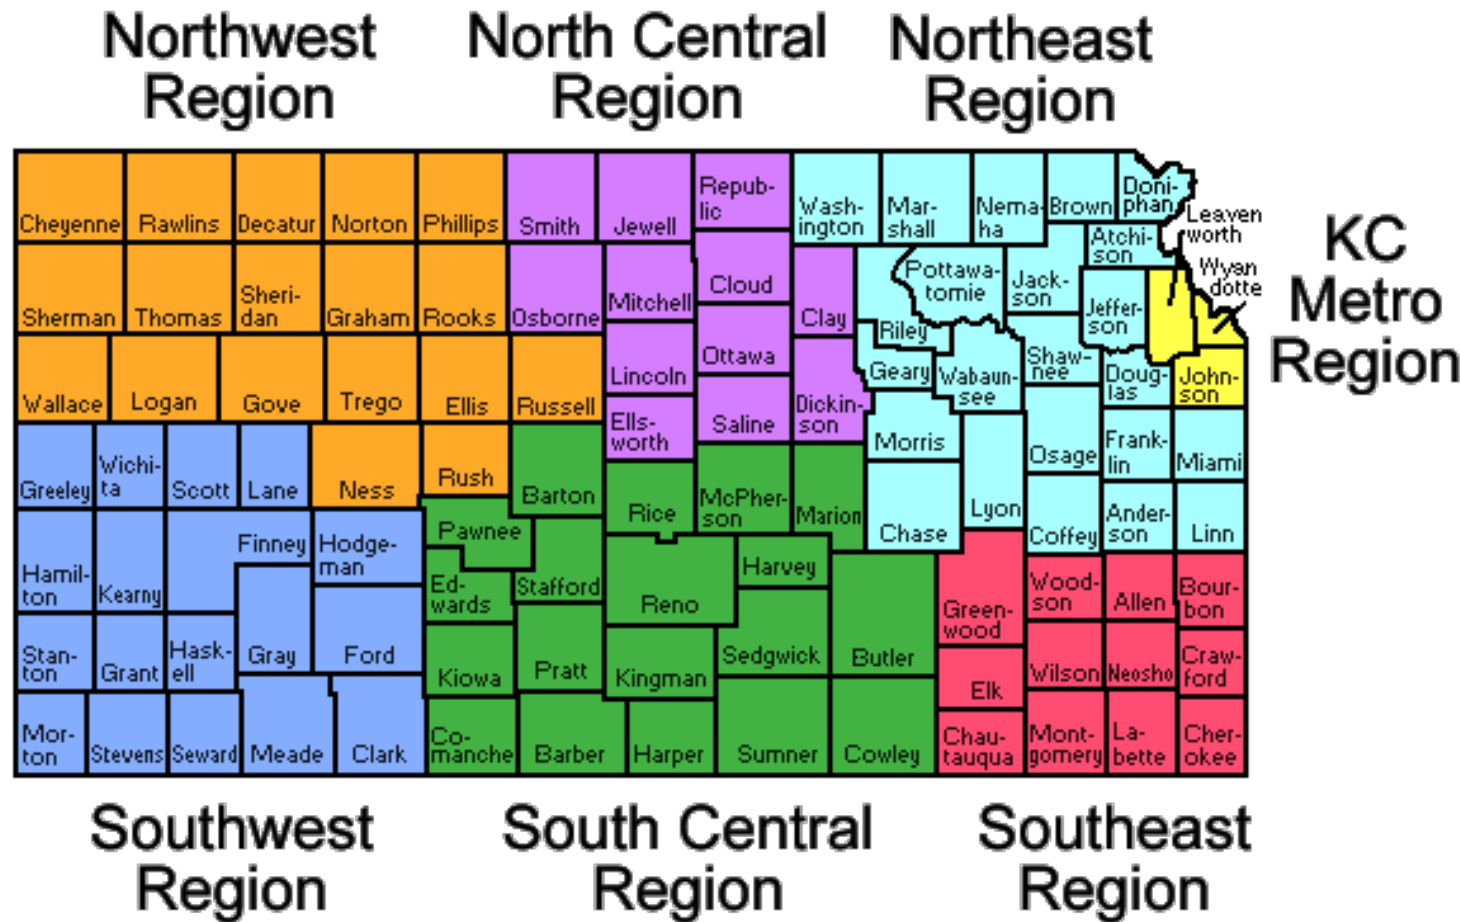 Northwest
Region
North Central
Region
Northeast
Region
KC
Metro
Region
Cheyenne
Rawlins
Decatur
Norton
Phillips
Smith
Jewell
Repub-
lic
Wash-
ington
Mar-
shall
Nema-
ha
Brown
Doni-
phan
Leaven
worth
Wyan
dotte
Atchi-
son
Sherman
Thomas
Sheri-
dan
Graham
Rooks
Osborne
Mitchell
Cloud
Clay
Riley
Pottawa-
tomie
Jack-
son
Jeffer-
son
Wallace
Logan
Gove
Trego
Ellis
Russell
Lincoln
Ottawa
Dickin-
son
Geary
Wabaun-
see
Shaw-
nee
Doug-
las
John-
son
Ells-
worth
Saline
Morris
Osage
Frank-
lin
Miami
Greeley
Wichi-
ta
Scott
Lane
Ness
Rush
Barton
Rice
McPher-
son
Marion
Chase
Lyon
Coffey
Ander-
son
Linn
Hamil-
ton
Kearny
Finney
Hodge-
man
Pawnee
Ed-
wards
Stafford
Reno
Harvey
Butler
Green-
wood
Wood-
son
Allen
Bour-
bon
Stan-
ton
Grant
Hask-
ell
Gray
Ford
Kiowa
Pratt
Kingman
Sedgwick
Elk
Wilson
Neosho
Craw-
ford
Mor-
ton
Stevens
Seward
Meade
Clark
Co-
manche
Barber
Harper
Sumner
Cowley
Chau-
tauqua
Mont-
gomery
La-
bette
Cher-
okee
Southwest
Region
South Central
Region
Southeast
Region